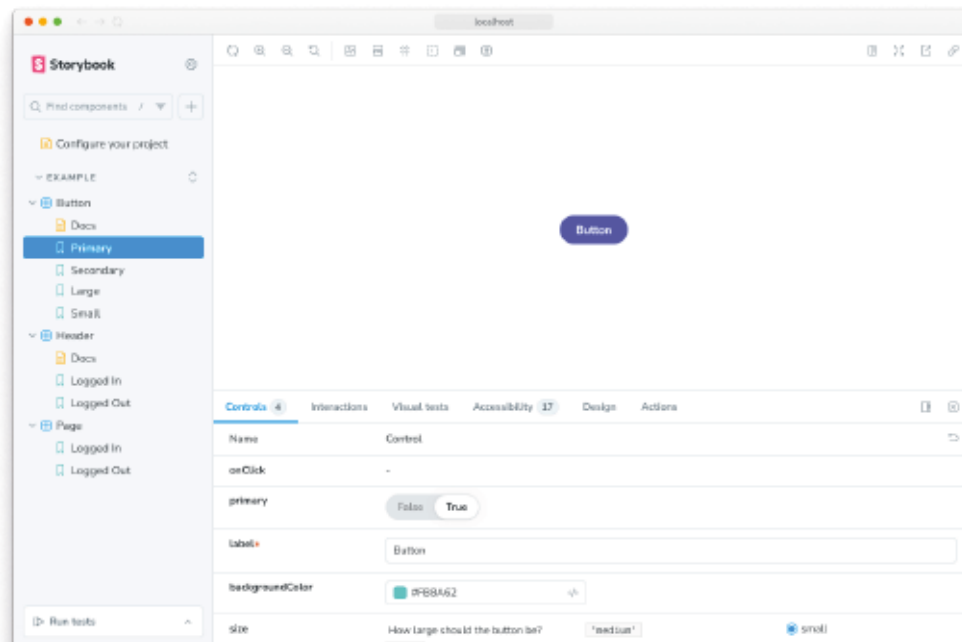 localhost
Storybook
Find components /
Configure your project
EXAMPLE
Button
Docs
Primary
Secondary
Large
Small
Header
Docs
Logged In
Logged Out
Page
Logged In
Logged Out
Run tests
Button
Controls 4 Interactions Visual tests Accessibility 17 Design Actions
Name Control
onClick -
primary False True
label* Button
backgroundColor #FB8A62
size How large should the button be? "medium" small